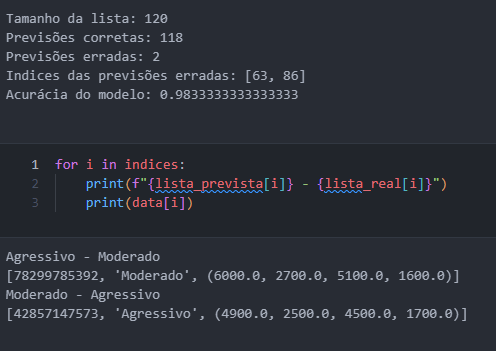 Tamanho da lista: 120
Previsões corretas: 118
Previsões erradas: 2
Indices das previsões erradas: [63, 86]
Acurácia do modelo: 0.9833333333333333
1 for i in indices:
2     print(f"{lista_prevista[i]} - {lista_real[i]}")
3     print(data[i])
Agressivo - Moderado
[78299785392, 'Moderado', (6000.0, 2700.0, 5100.0, 1600.0)]
Moderado - Agressivo
[42857147573, 'Agressivo', (4900.0, 2500.0, 4500.0, 1700.0)]